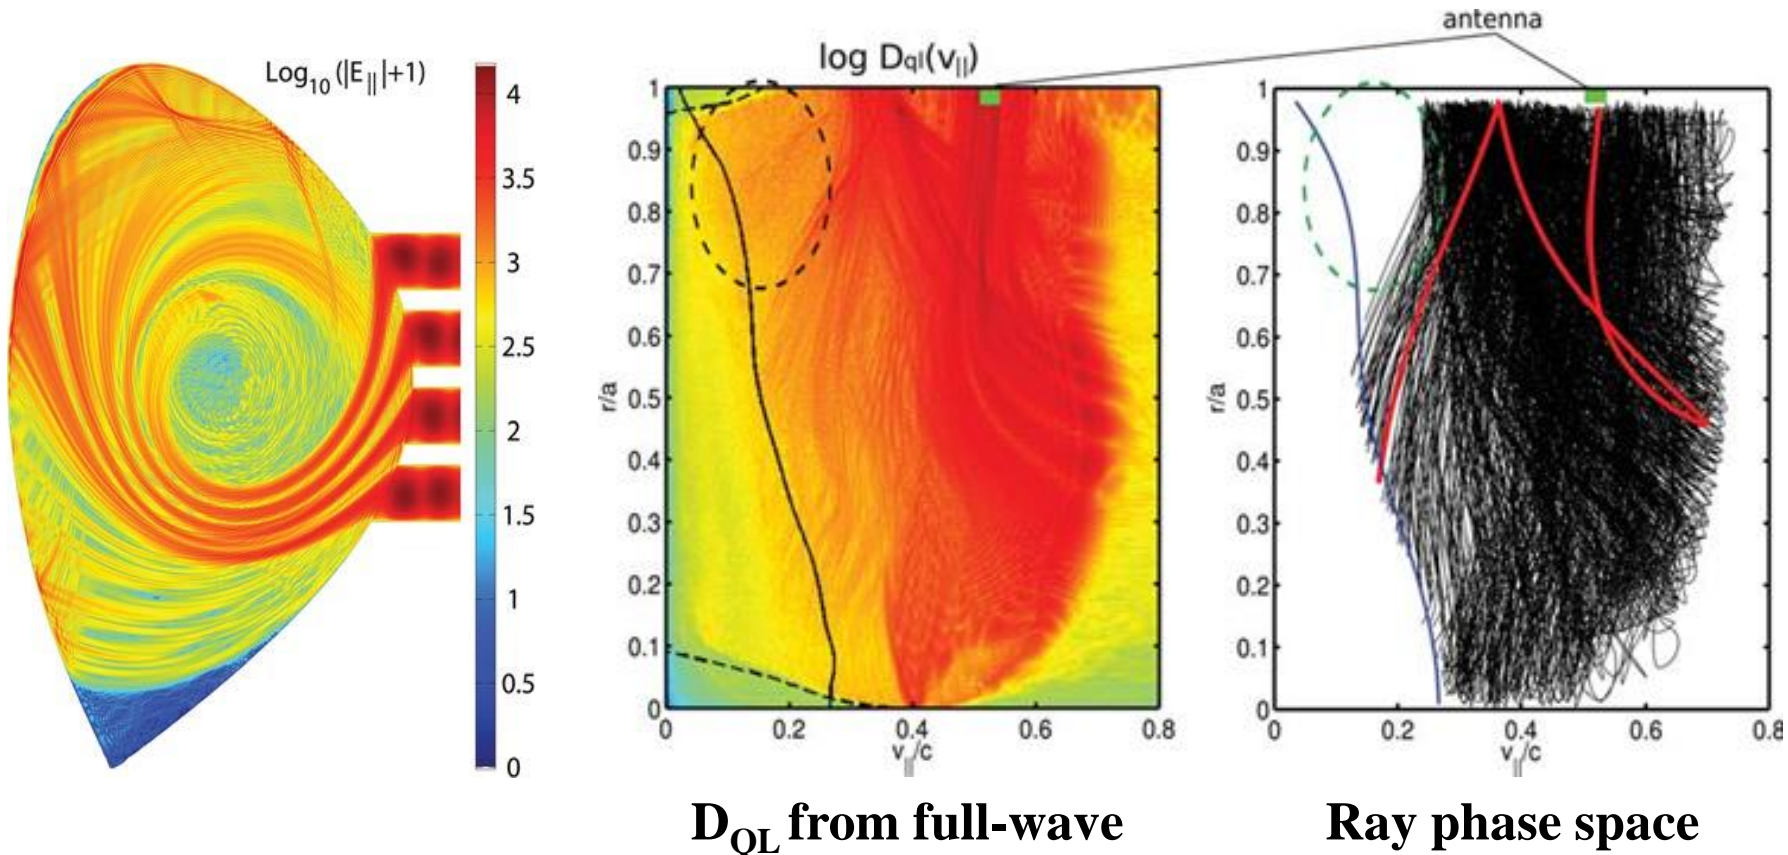 antenna
Log10 (|E|||+1)
4
3.5
3
2.5
2
1.5
1
0.5
0
log Dql(v||)
1
0.9
0.8
0.7
0.6
0.5
0.4
0.3
0.2
0.1
0
r/a
0 0.2 0.4 0.6 0.8
v||/c
1
0.9
0.8
0.7
0.6
0.5
0.4
0.3
0.2
0.1
0
r/a
0 0.2 0.4 0.6 0.8
v||/c
DQL from full-wave
Ray phase space